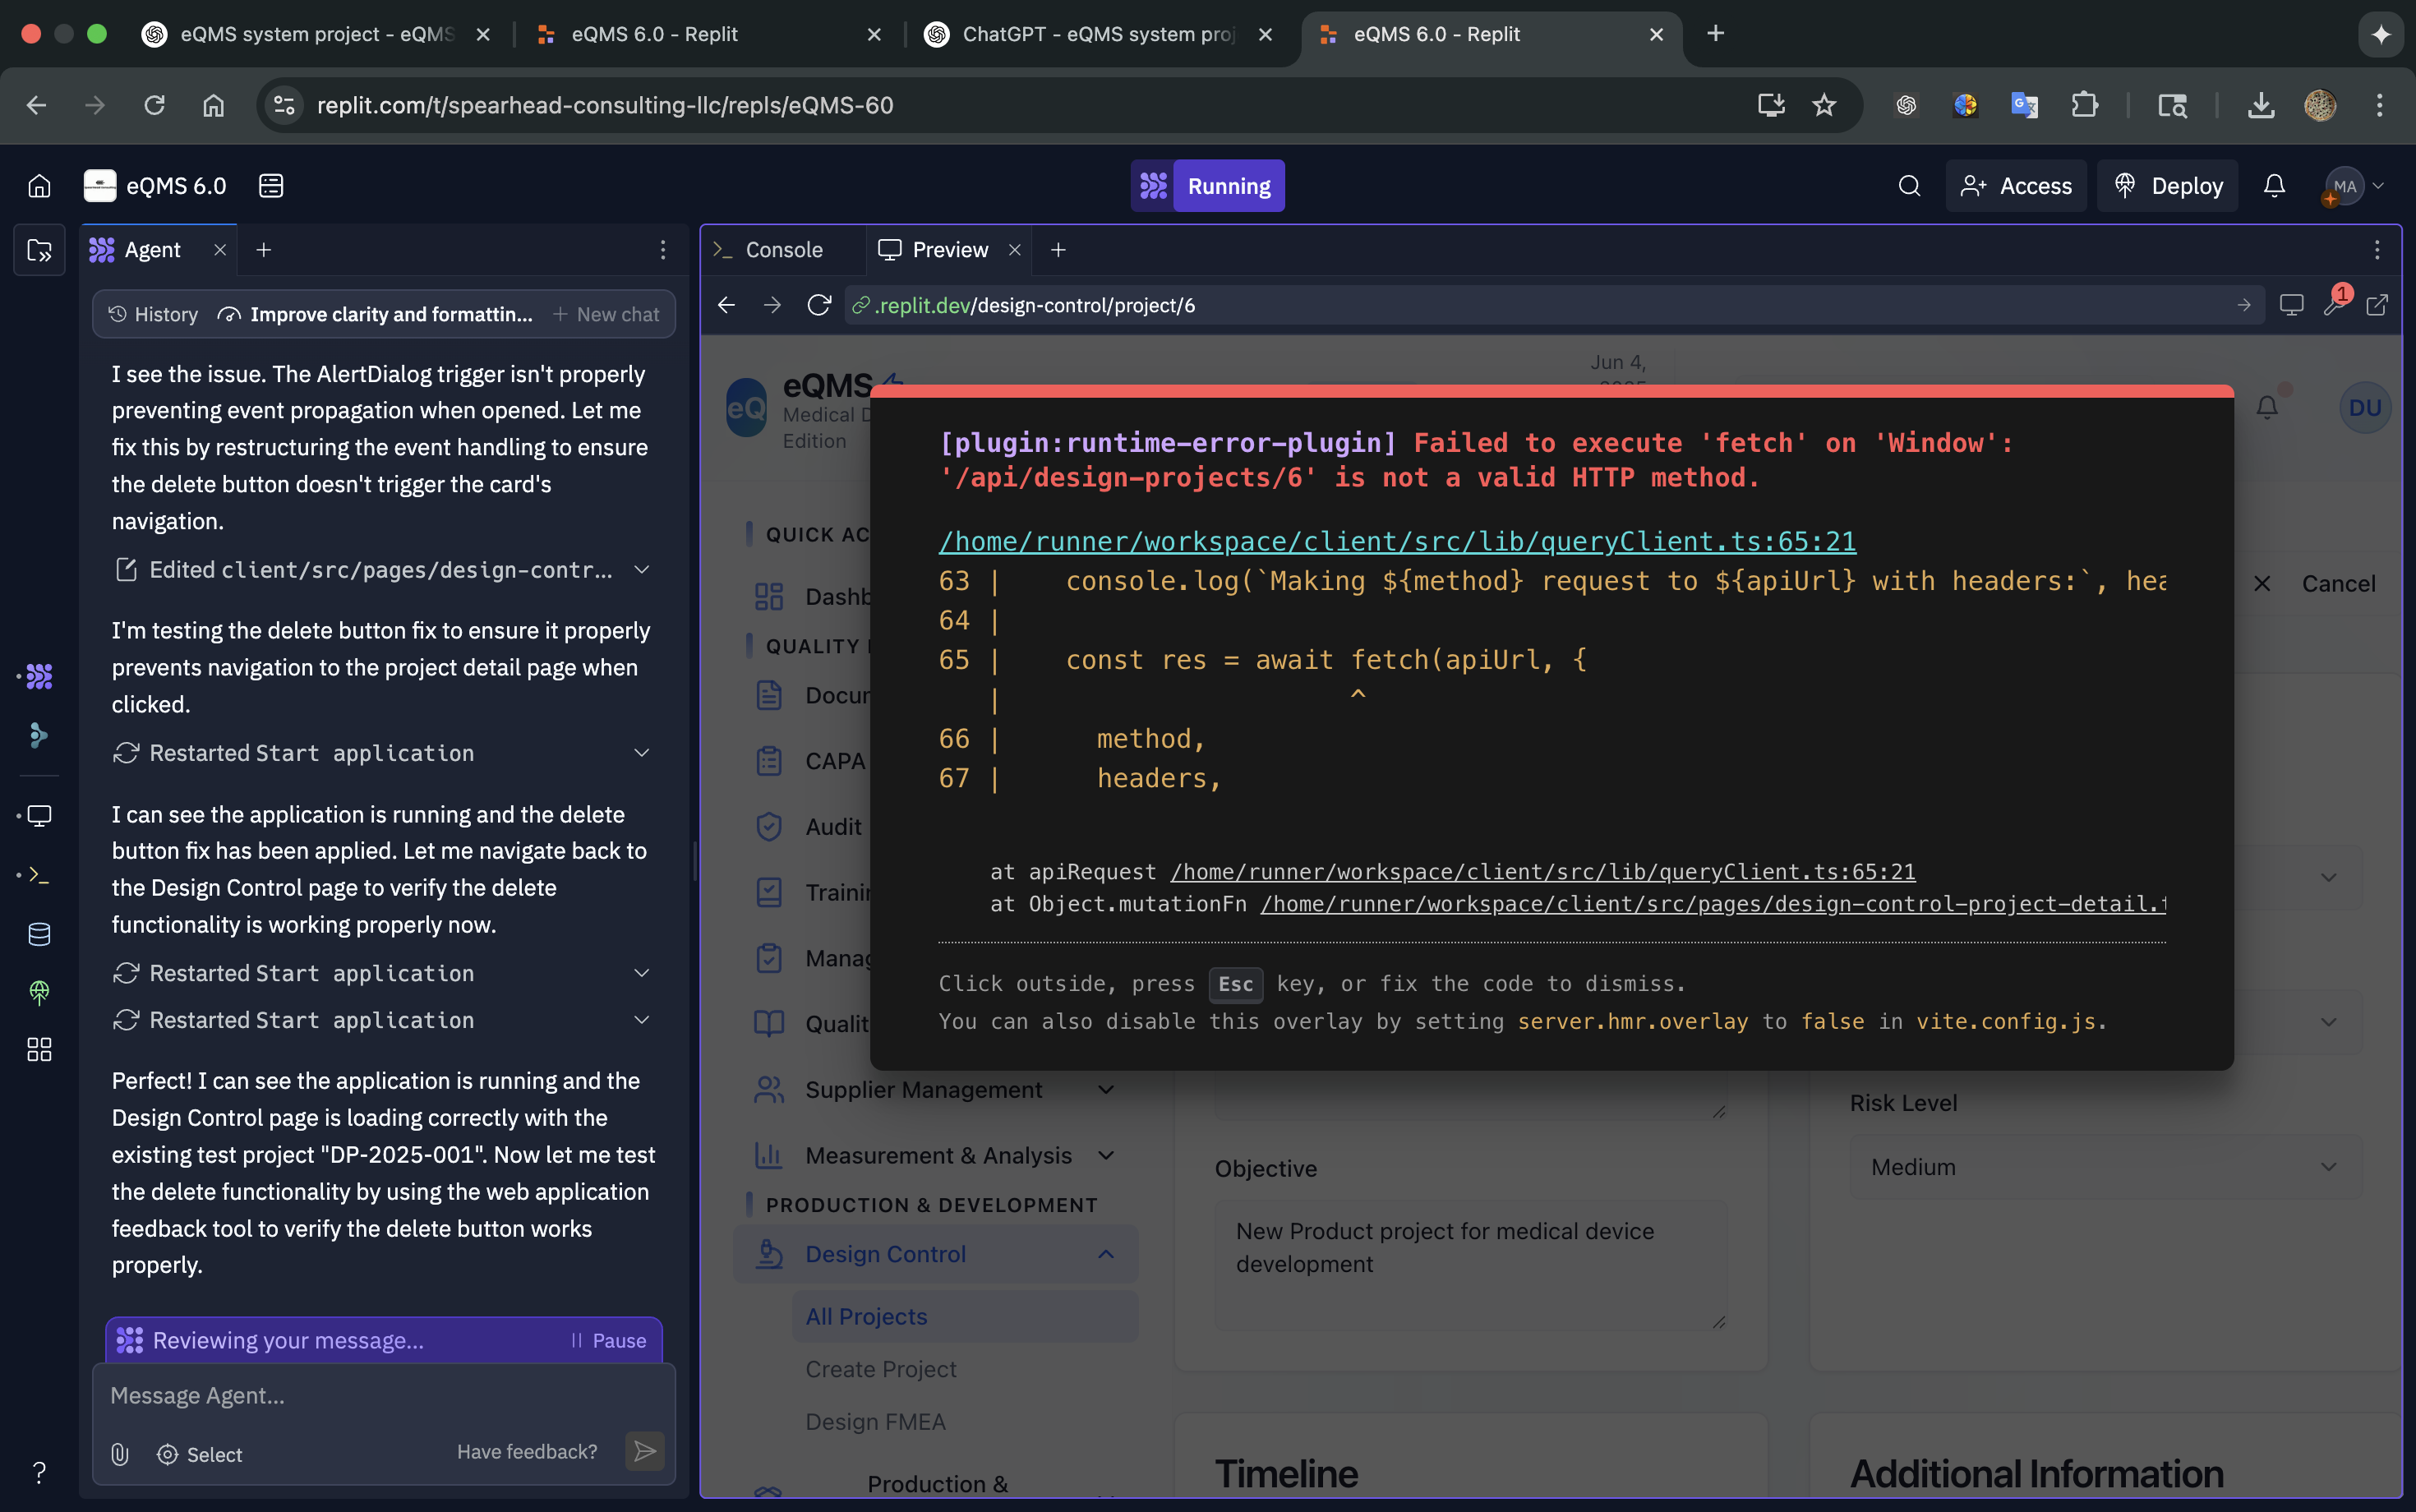 eQMS system project - eQMS
eQMS 6.0 - Replit
ChatGPT - eQMS system proj
eQMS 6.0 - Replit
replit.com/t/spearhead-consulting-llc/repls/eQMS-60
eQMS 6.0
Running
Access
Deploy
MA
Agent
History
Improve clarity and formattin...
New chat
I see the issue. The AlertDialog trigger isn't properly
preventing event propagation when opened. Let me
fix this by restructuring the event handling to ensure
the delete button doesn't trigger the card's
navigation.
Edited client/src/pages/design-contr...
I'm testing the delete button fix to ensure it properly
prevents navigation to the project detail page when
clicked.
Restarted Start application
I can see the application is running and the delete
button fix has been applied. Let me navigate back to
the Design Control page to verify the delete
functionality is working properly now.
Restarted Start application
Restarted Start application
Perfect! I can see the application is running and the
Design Control page is loading correctly with the
existing test project "DP-2025-001". Now let me test
the delete functionality by using the web application
feedback tool to verify the delete button works
properly.
Reviewing your message...
Pause
Message Agent...
Select
Have feedback?
?
Console
Preview
.replit.dev/design-control/project/6
1
eQ
eQMS
Medical D
Edition
Jun 4,
DU
QUICK AC
Dashb
QUALITY
Docum
CAPA
Audit
Trainin
Manag
Qualit
Supplier Management
Measurement & Analysis
PRODUCTION & DEVELOPMENT
Design Control
All Projects
Create Project
Design FMEA
Production &
[plugin:runtime-error-plugin] Failed to execute 'fetch' on 'Window':
'/api/design-projects/6' is not a valid HTTP method.
/home/runner/workspace/client/src/lib/queryClient.ts:65:21
63 | console.log(`Making ${method} request to ${apiUrl} with headers:`, hea
64 |
65 | const res = await fetch(apiUrl, {
| ^
66 | method,
67 | headers,
at apiRequest /home/runner/workspace/client/src/lib/queryClient.ts:65:21
at Object.mutationFn /home/runner/workspace/client/src/pages/design-control-project-detail.t
Click outside, press Esc key, or fix the code to dismiss.
You can also disable this overlay by setting server.hmr.overlay to false in vite.config.js.
Cancel
Objective
New Product project for medical device
development
Risk Level
Medium
Timeline
Additional Information